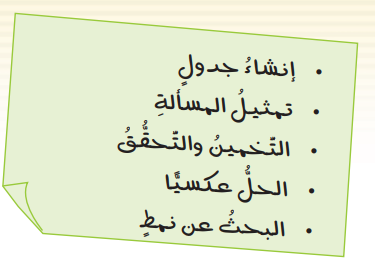 • إنشاءُ جدولٍ
• تمثيلُ المسألةِ
• التّخمينُ والتّحقُّقُ
• الحلُّ عكسيًّا
• البحثُ عن نمطٍ